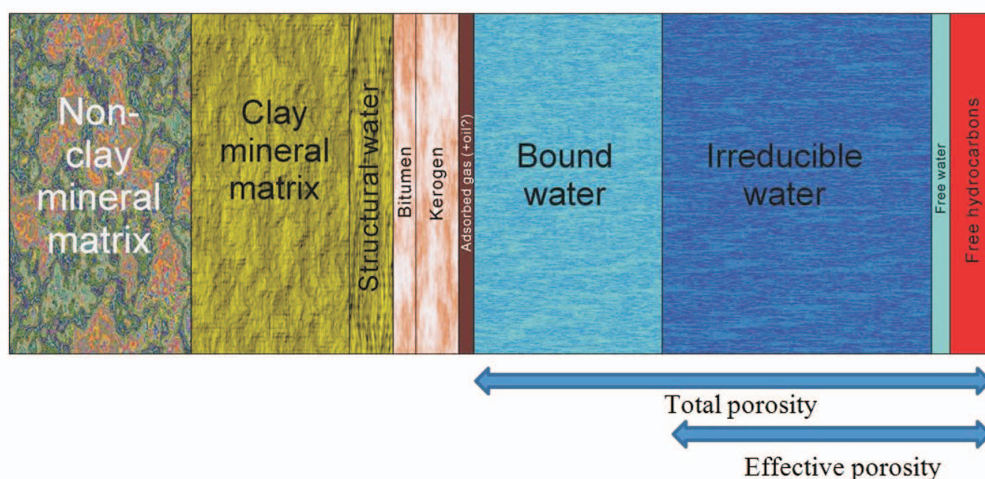 Non-
clay
mineral
matrix
Clay
mineral
matrix
Structural water
Bitumen
Kerogen
Adsorbed gas (+oil?)
Bound
water
Irreducible
water
Free water
Free hydrocarbons
Total porosity
Effective porosity